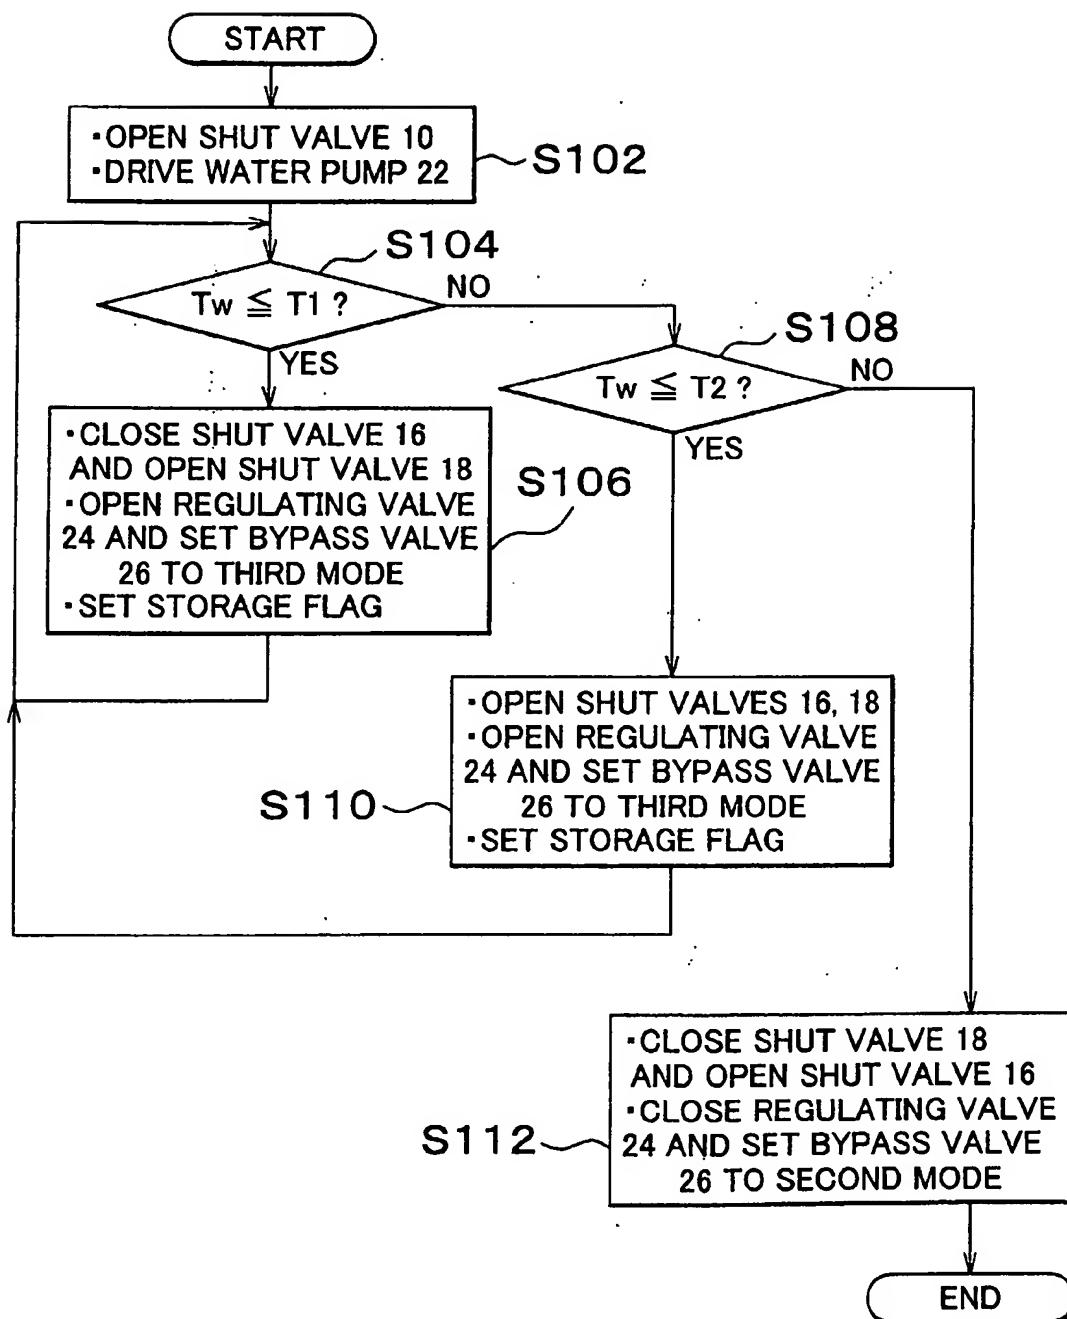 START
·OPEN SHUT VALVE 10
·DRIVE WATER PUMP 22
S102
S104
Tw ≦ T1 ?
NO
YES
S108
Tw ≦ T2 ?
NO
YES
·CLOSE SHUT VALVE 16
AND OPEN SHUT VALVE 18
·OPEN REGULATING VALVE
24 AND SET BYPASS VALVE
26 TO THIRD MODE
·SET STORAGE FLAG
S106
·OPEN SHUT VALVES 16, 18
·OPEN REGULATING VALVE
24 AND SET BYPASS VALVE
26 TO THIRD MODE
·SET STORAGE FLAG
S110
·CLOSE SHUT VALVE 18
AND OPEN SHUT VALVE 16
·CLOSE REGULATING VALVE
24 AND SET BYPASS VALVE
26 TO SECOND MODE
S112
END